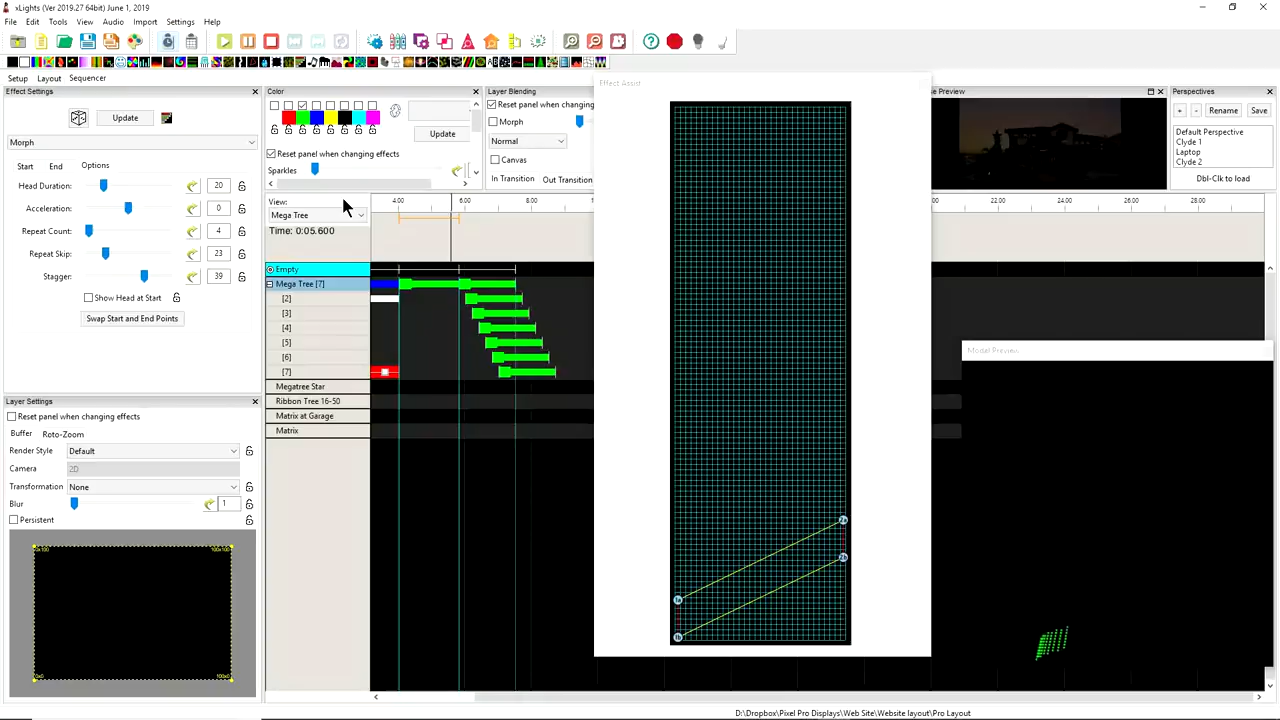 xLights (Ver 2019.27 64bit) June 1, 2019
File Edit Tools View Audio Import Settings Help
Setup Layout Sequencer
Effect Settings
Color
Layer Blending
Effect Assist
e Preview
Perspectives
Update
Morph
Start End Options
Head Duration: 20
Acceleration: 0
Repeat Count: 4
Repeat Skip: 23
Stagger: 39
Show Head at Start
Swap Start and End Points
Update
Reset panel when changing effects
Sparkles
Reset panel when changing
Morph
Normal
Canvas
In Transition Out Transition
+ - Rename Save
Default Perspective
Clyde 1
Laptop
Clyde 2
Dbl-Clk to load
View:
Mega Tree
Time: 0:05.600
4.00 6.00 8.00 22.00 24.00 26.00 28.00
Empty
Mega Tree [7]
[2]
[3]
[4]
[5]
[6]
[7]
Megatree Star
Ribbon Tree 16-50
Matrix at Garage
Matrix
Model Preview
1a
1b
2a
2b
Layer Settings
Reset panel when changing effects
Buffer Roto-Zoom
Render Style Default
Camera 2D
Transformation None
Blur 1
Persistent
0x100 100x100
0x0 100x0
D:\Dropbox\Pixel Pro Displays\Web Site\Website layout\Pro Layout